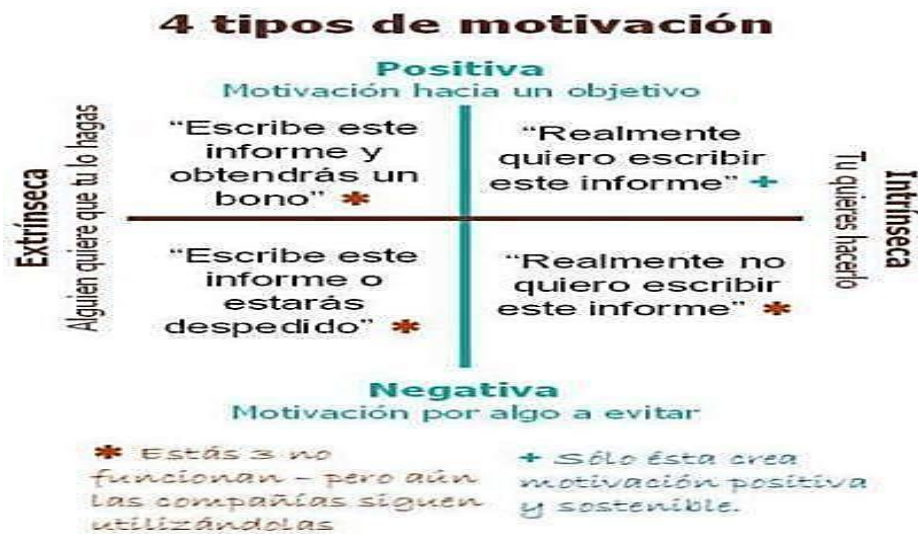 4 tipos de motivación
Positiva
Motivación hacia un objetivo
Extrínseca
Alguien quiere que tu lo hagas
“Escribe este
informe y
obtendrás un
bono” *
“Realmente
quiero escribir
este informe” +
Tu quieres hacerlo
Intrínseca
“Escribe este
informe o
estarás
despedido” *
“Realmente no
quiero escribir
este informe” *
Negativa
Motivación por algo a evitar
* Estás 3 no
funcionan – pero aún
las compañías siguen
utilizándolas
+ Sólo ésta crea
motivación positiva
y sostenible.